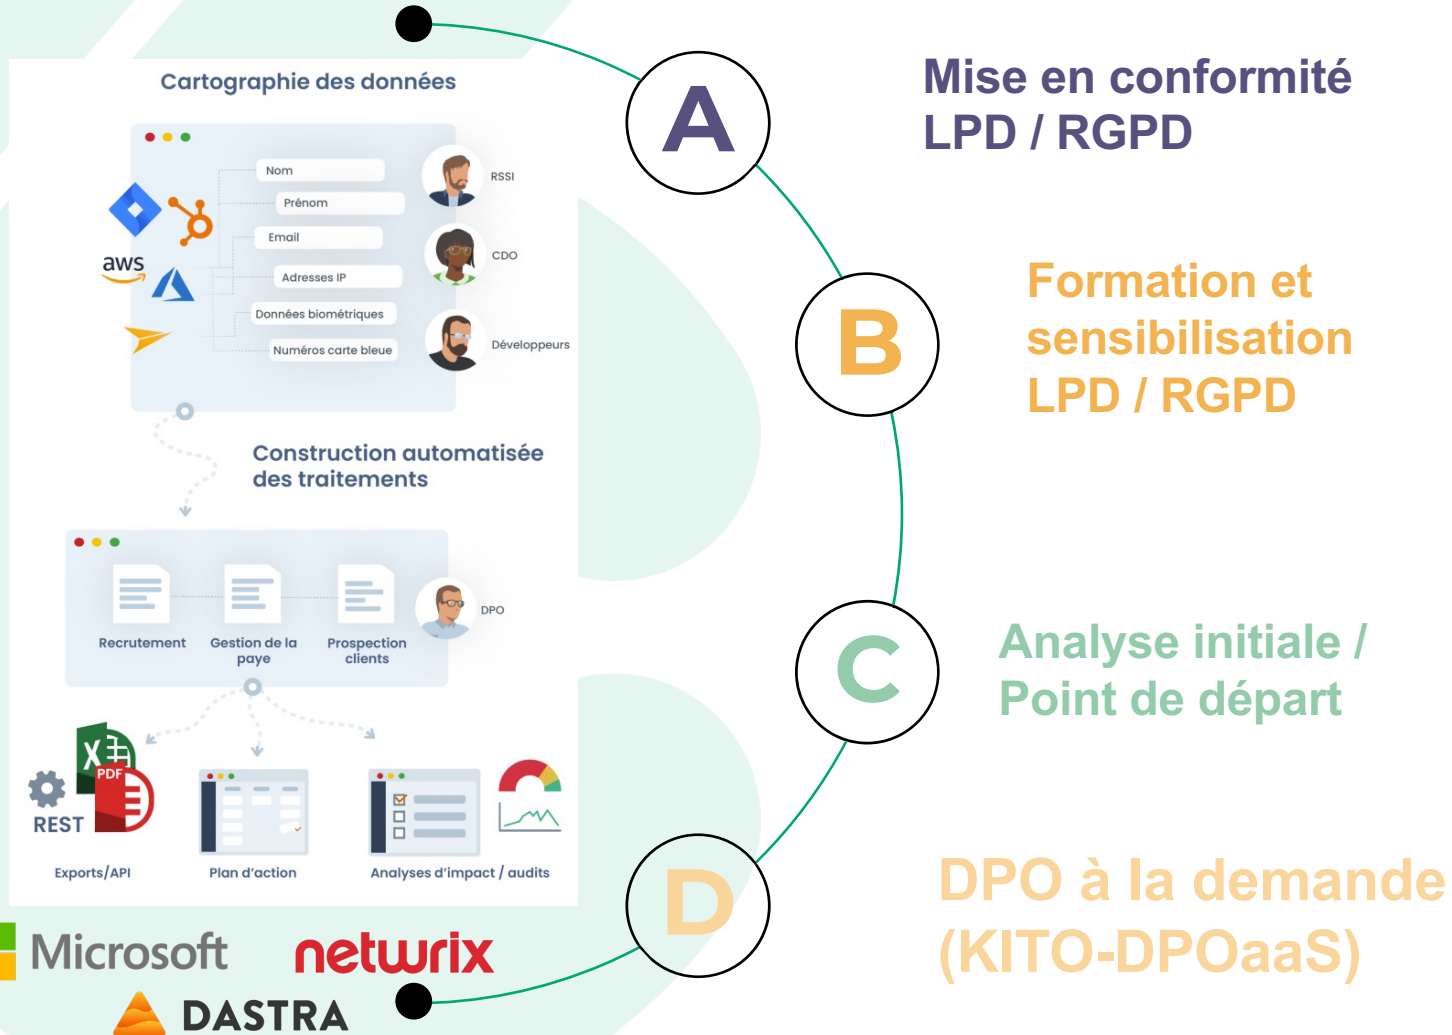 Cartographie des données
Nom
Prénom
Email
Adresses IP
Données biométriques
Numéros carte bleue
RSSI
CDO
Développeurs
aws
Construction automatisée
des traitements
Recrutement
Gestion de la
paye
Prospection
clients
DPO
X
PDF
REST
Exports/API
Plan d'action
Analyses d'impact / audits
Microsoft
netwrix
DASTRA
A
Mise en conformité
LPD / RGPD
B
Formation et
sensibilisation
LPD / RGPD
C
Analyse initiale /
Point de départ
D
DPO à la demande
(KITO-DPOaaS)